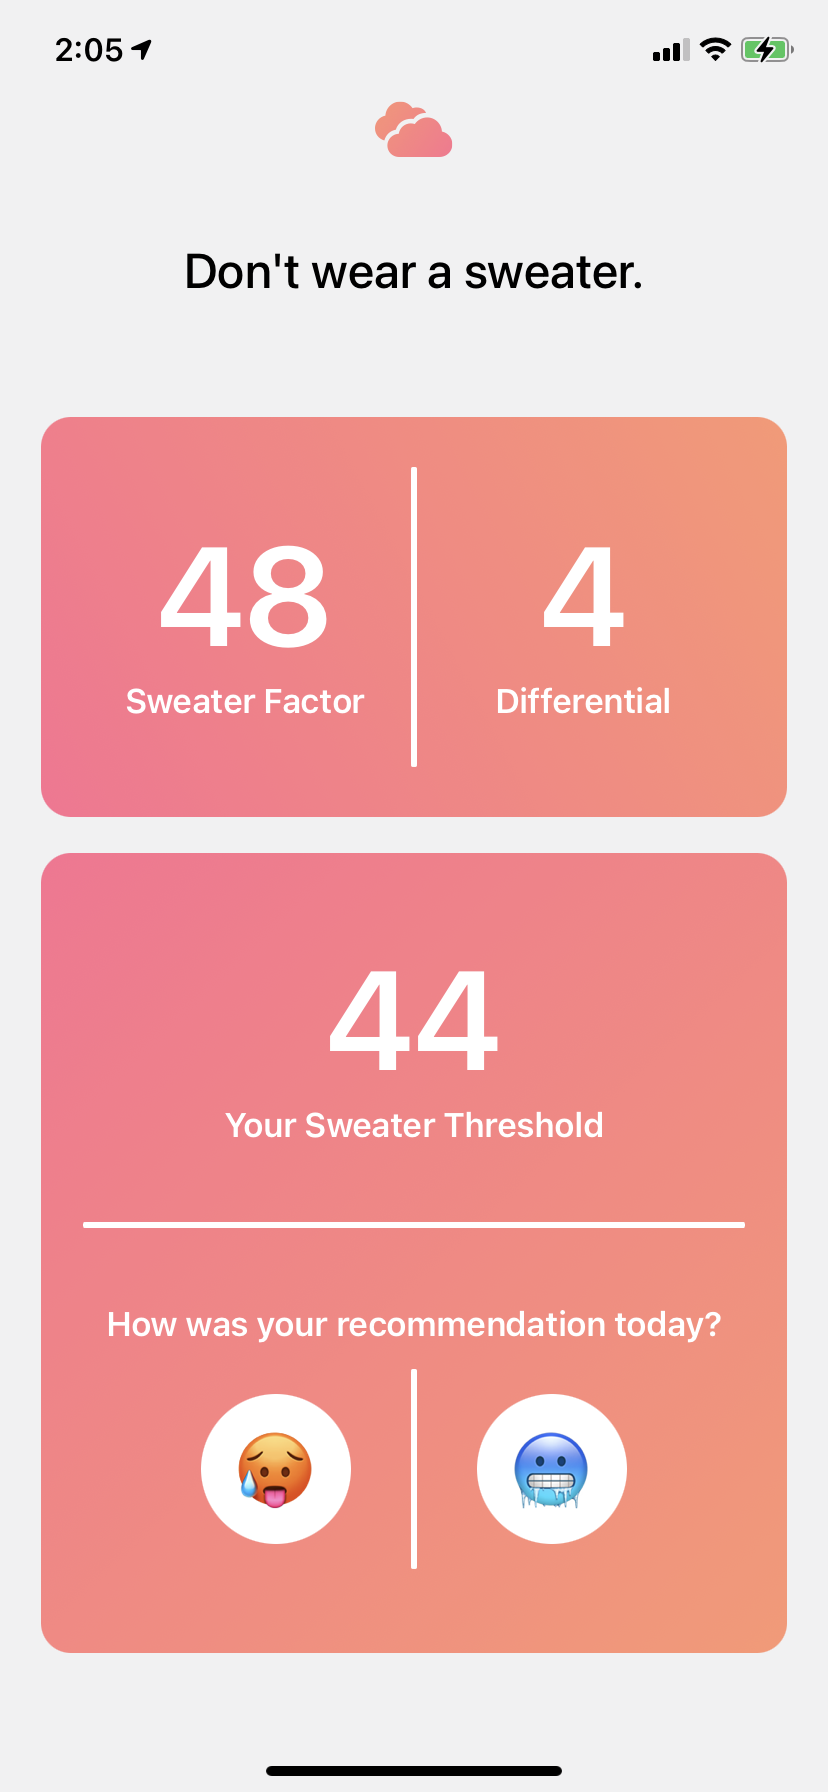 2:05
Don't wear a sweater.
48
Sweater Factor
4
Differential
44
Your Sweater Threshold
How was your recommendation today?